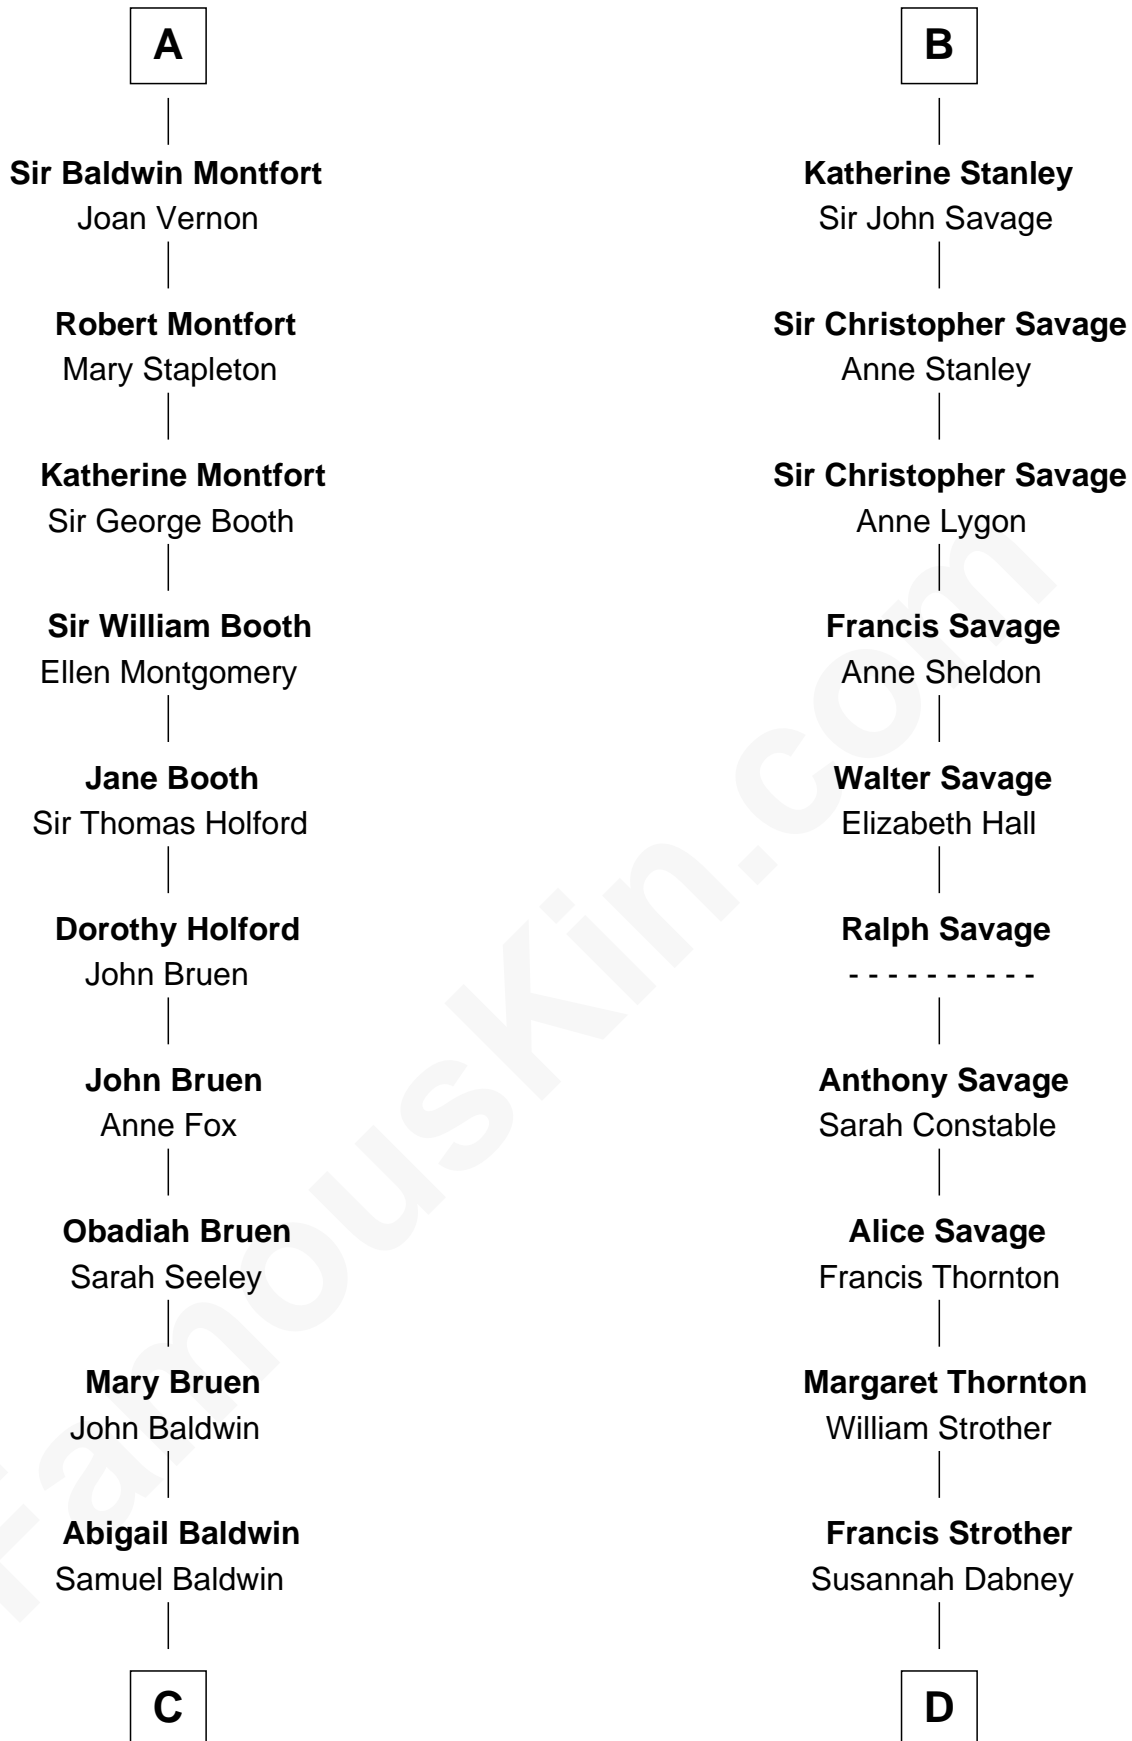 A
Sir Baldwin Montfort
Joan Vernon
Robert Montfort
Mary Stapleton
Katherine Montfort
Sir George Booth
Sir William Booth
Ellen Montgomery
Jane Booth
Sir Thomas Holford
Dorothy Holford
John Bruen
John Bruen
Anne Fox
Obadiah Bruen
Sarah Seeley
Mary Bruen
John Baldwin
Abigail Baldwin
Samuel Baldwin
C
B
Katherine Stanley
Sir John Savage
Sir Christopher Savage
Anne Stanley
Sir Christopher Savage
Anne Lygon
Francis Savage
Anne Sheldon
Walter Savage
Elizabeth Hall
Ralph Savage
- - - - - - - - - -
Anthony Savage
Sarah Constable
Alice Savage
Francis Thornton
Margaret Thornton
William Strother
Francis Strother
Susannah Dabney
D
FamousKin.com